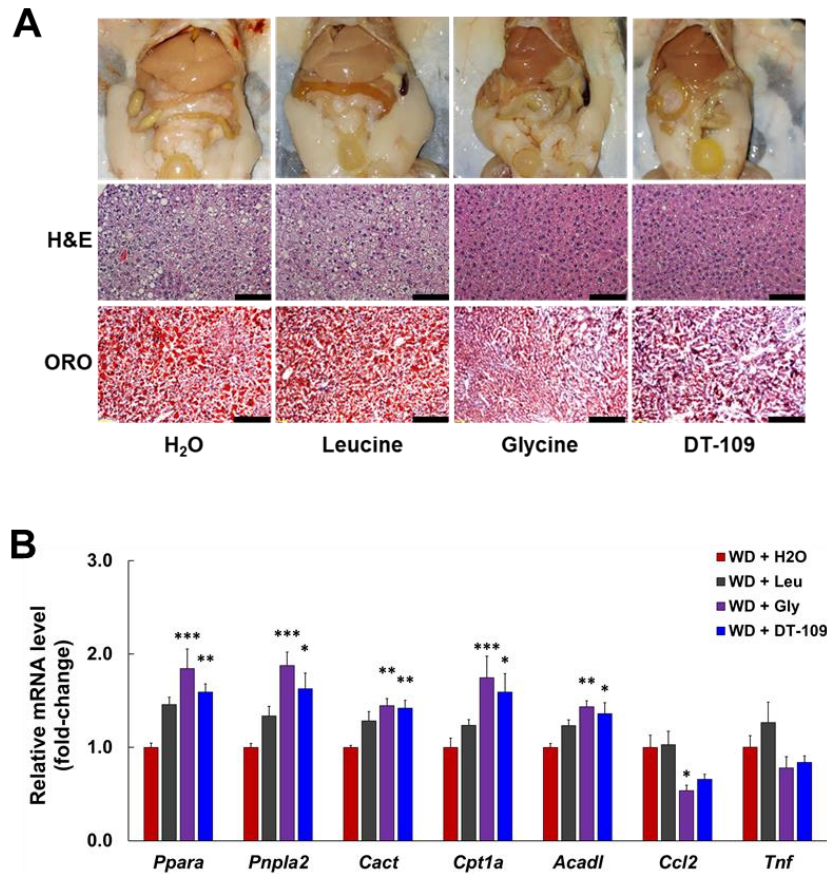 A
H&E
ORO
H₂O Leucine Glycine DT-109
B
Relative mRNA level
(fold-change)
3.0
2.0
1.0
0.0
WD + H2O
WD + Leu
WD + Gly
WD + DT-109
*** ** *** * ** ** *** * ** * *
Ppara Pnpla2 Cact Cpt1a Acadl Ccl2 Tnf